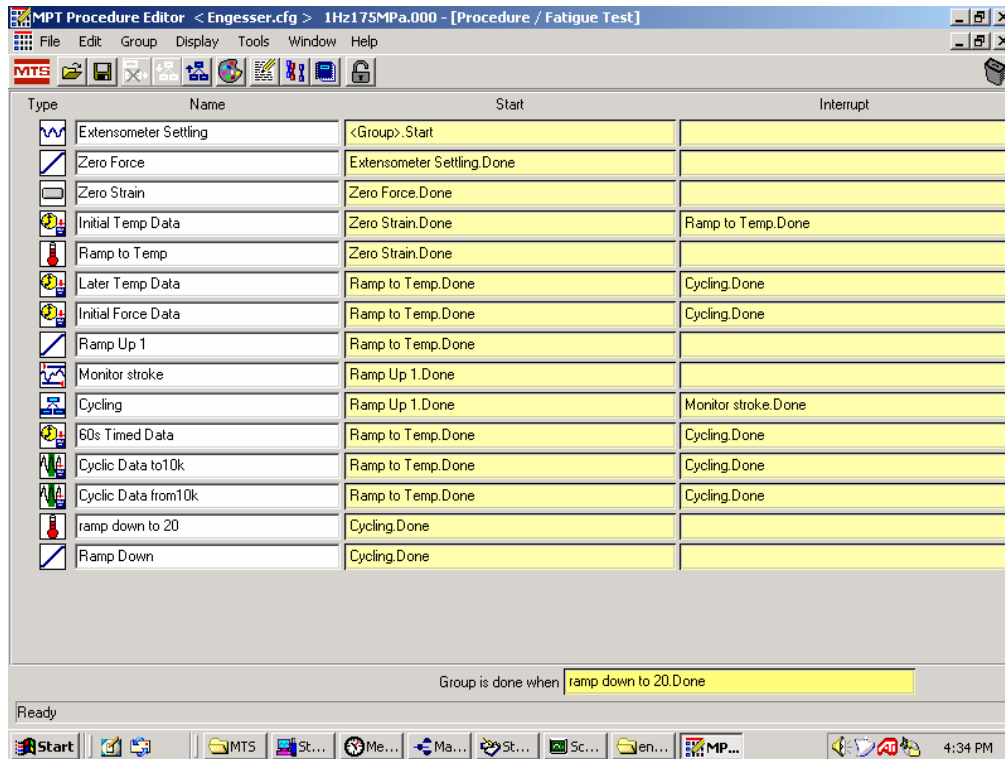 MPT Procedure Editor < Engesser.cfg > 1Hz175MPa.000 - [Procedure / Fatigue Test]
File Edit Group Display Tools Window Help
MTS
Type Name Start Interrupt
Extensometer Settling <Group>.Start
Zero Force Extensometer Settling.Done
Zero Strain Zero Force.Done
Initial Temp Data Zero Strain.Done Ramp to Temp.Done
Ramp to Temp Zero Strain.Done
Later Temp Data Ramp to Temp.Done Cycling.Done
Initial Force Data Ramp to Temp.Done Cycling.Done
Ramp Up 1 Ramp to Temp.Done
Monitor stroke Ramp Up 1.Done
Cycling Ramp Up 1.Done Monitor stroke.Done
60s Timed Data Ramp to Temp.Done Cycling.Done
Cyclic Data to10k Ramp to Temp.Done Cycling.Done
Cyclic Data from10k Ramp to Temp.Done Cycling.Done
ramp down to 20 Cycling.Done
Ramp Down Cycling.Done
Group is done when ramp down to 20.Done
Ready
Start MTS St... Me... Ma... St... Sc... en... MP... 4:34 PM